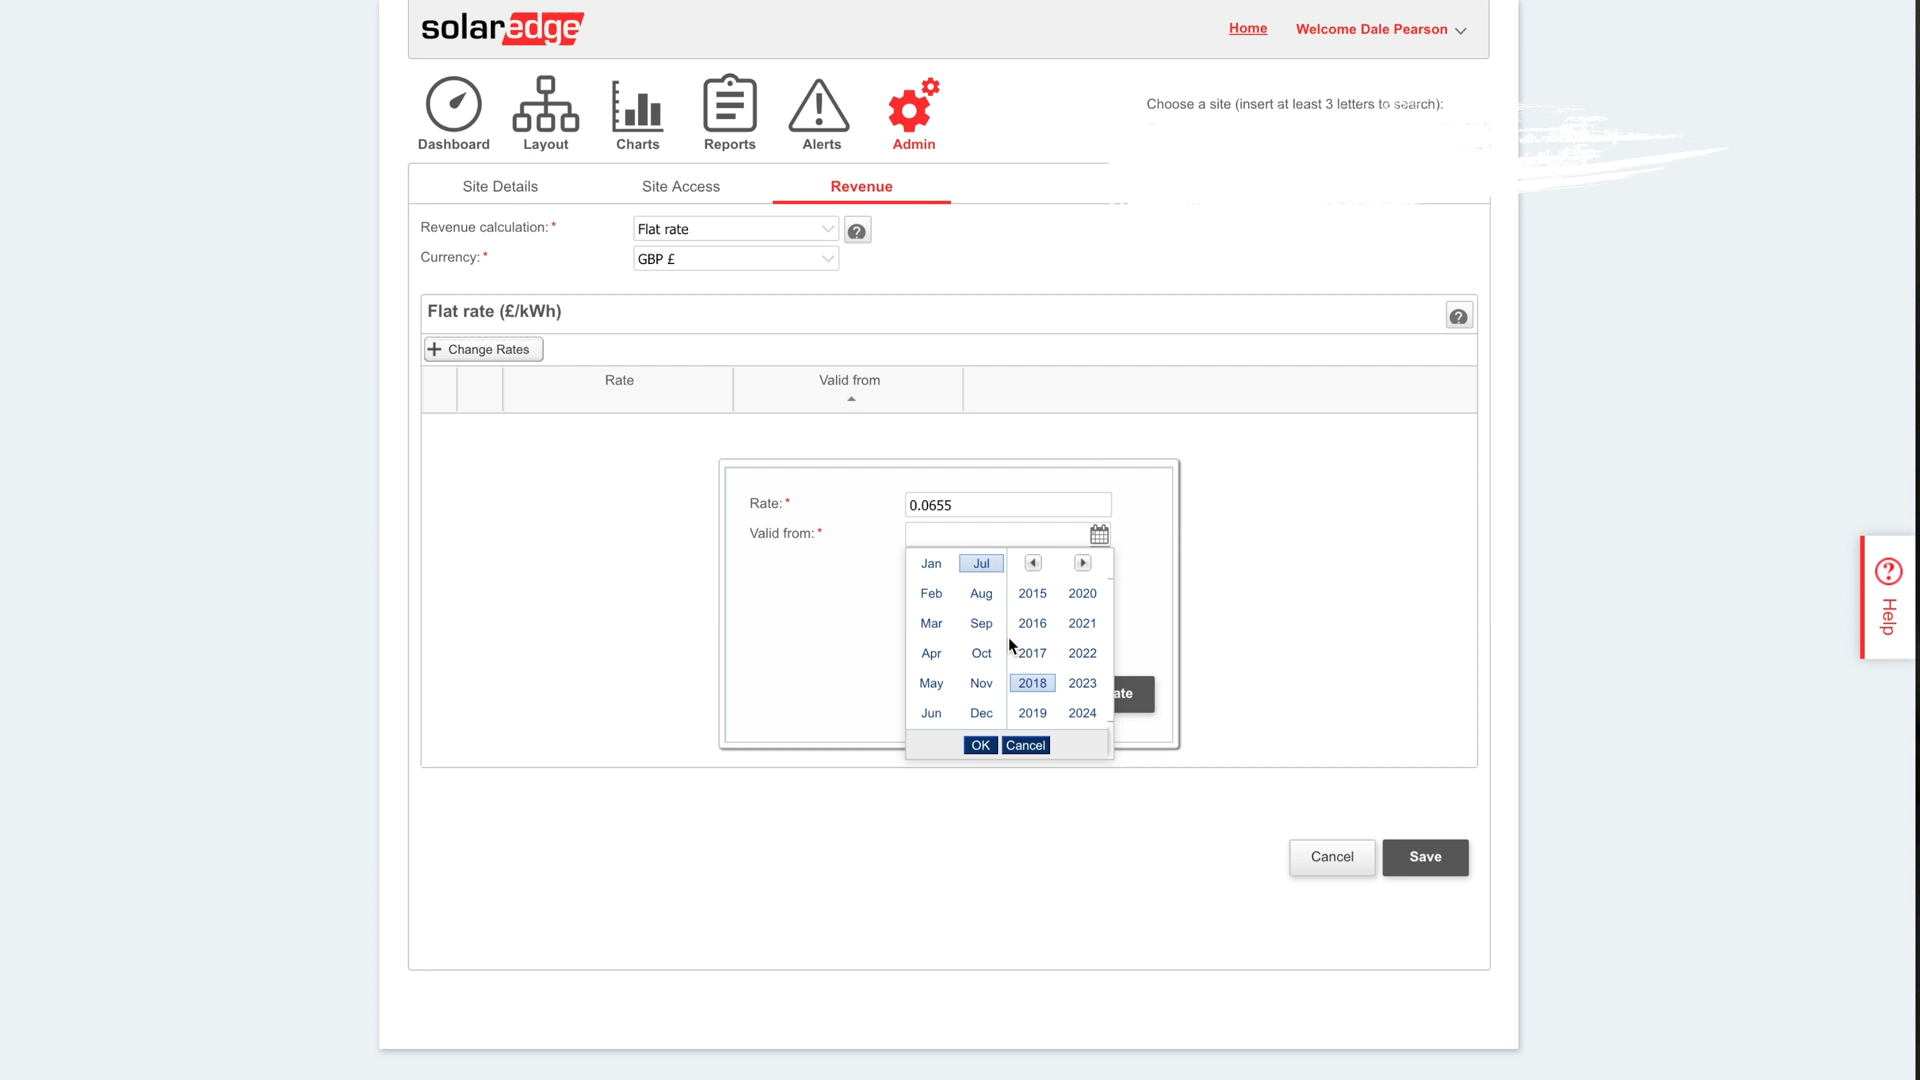 solaredge
Home
Welcome Dale Pearson
Dashboard
Layout
Charts
Reports
Alerts
Admin
Choose a site (insert at least 3 letters to search):
Site Details
Site Access
Revenue
Revenue calculation:*
Flat rate
Currency:*
GBP £
Flat rate (£/kWh)
Change Rates
Rate
Valid from
Rate:*
0.0655
Valid from:*
Jan Jul
Feb Aug 2015 2020
Mar Sep 2016 2021
Apr Oct 2017 2022
May Nov 2018 2023
Jun Dec 2019 2024
ate
OK Cancel
Cancel
Save
Help